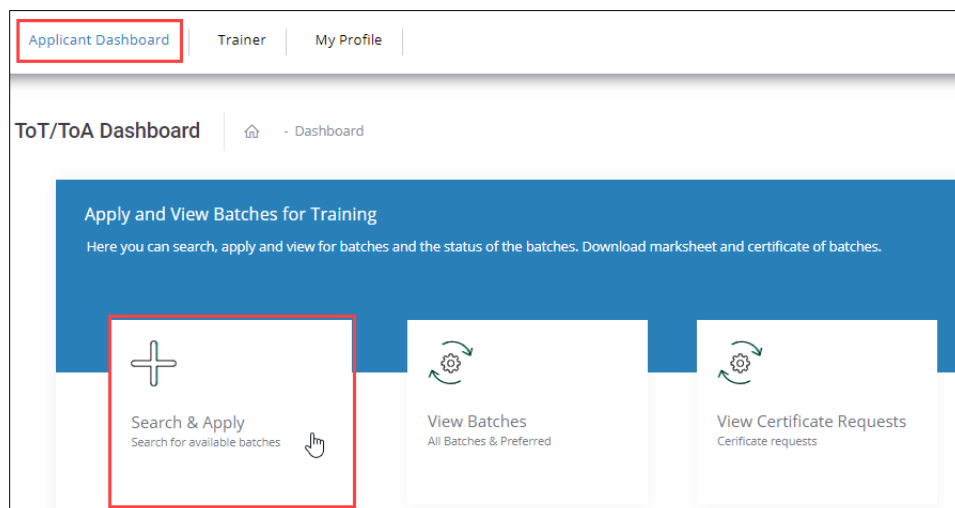 Applicant Dashboard Trainer My Profile
ToT/ToA Dashboard - Dashboard
Apply and View Batches for Training
Here you can search, apply and view for batches and the status of the batches. Download marksheet and certificate of batches.
Search & Apply
Search for available batches
View Batches
All Batches & Preferred
View Certificate Requests
Cerificate requests